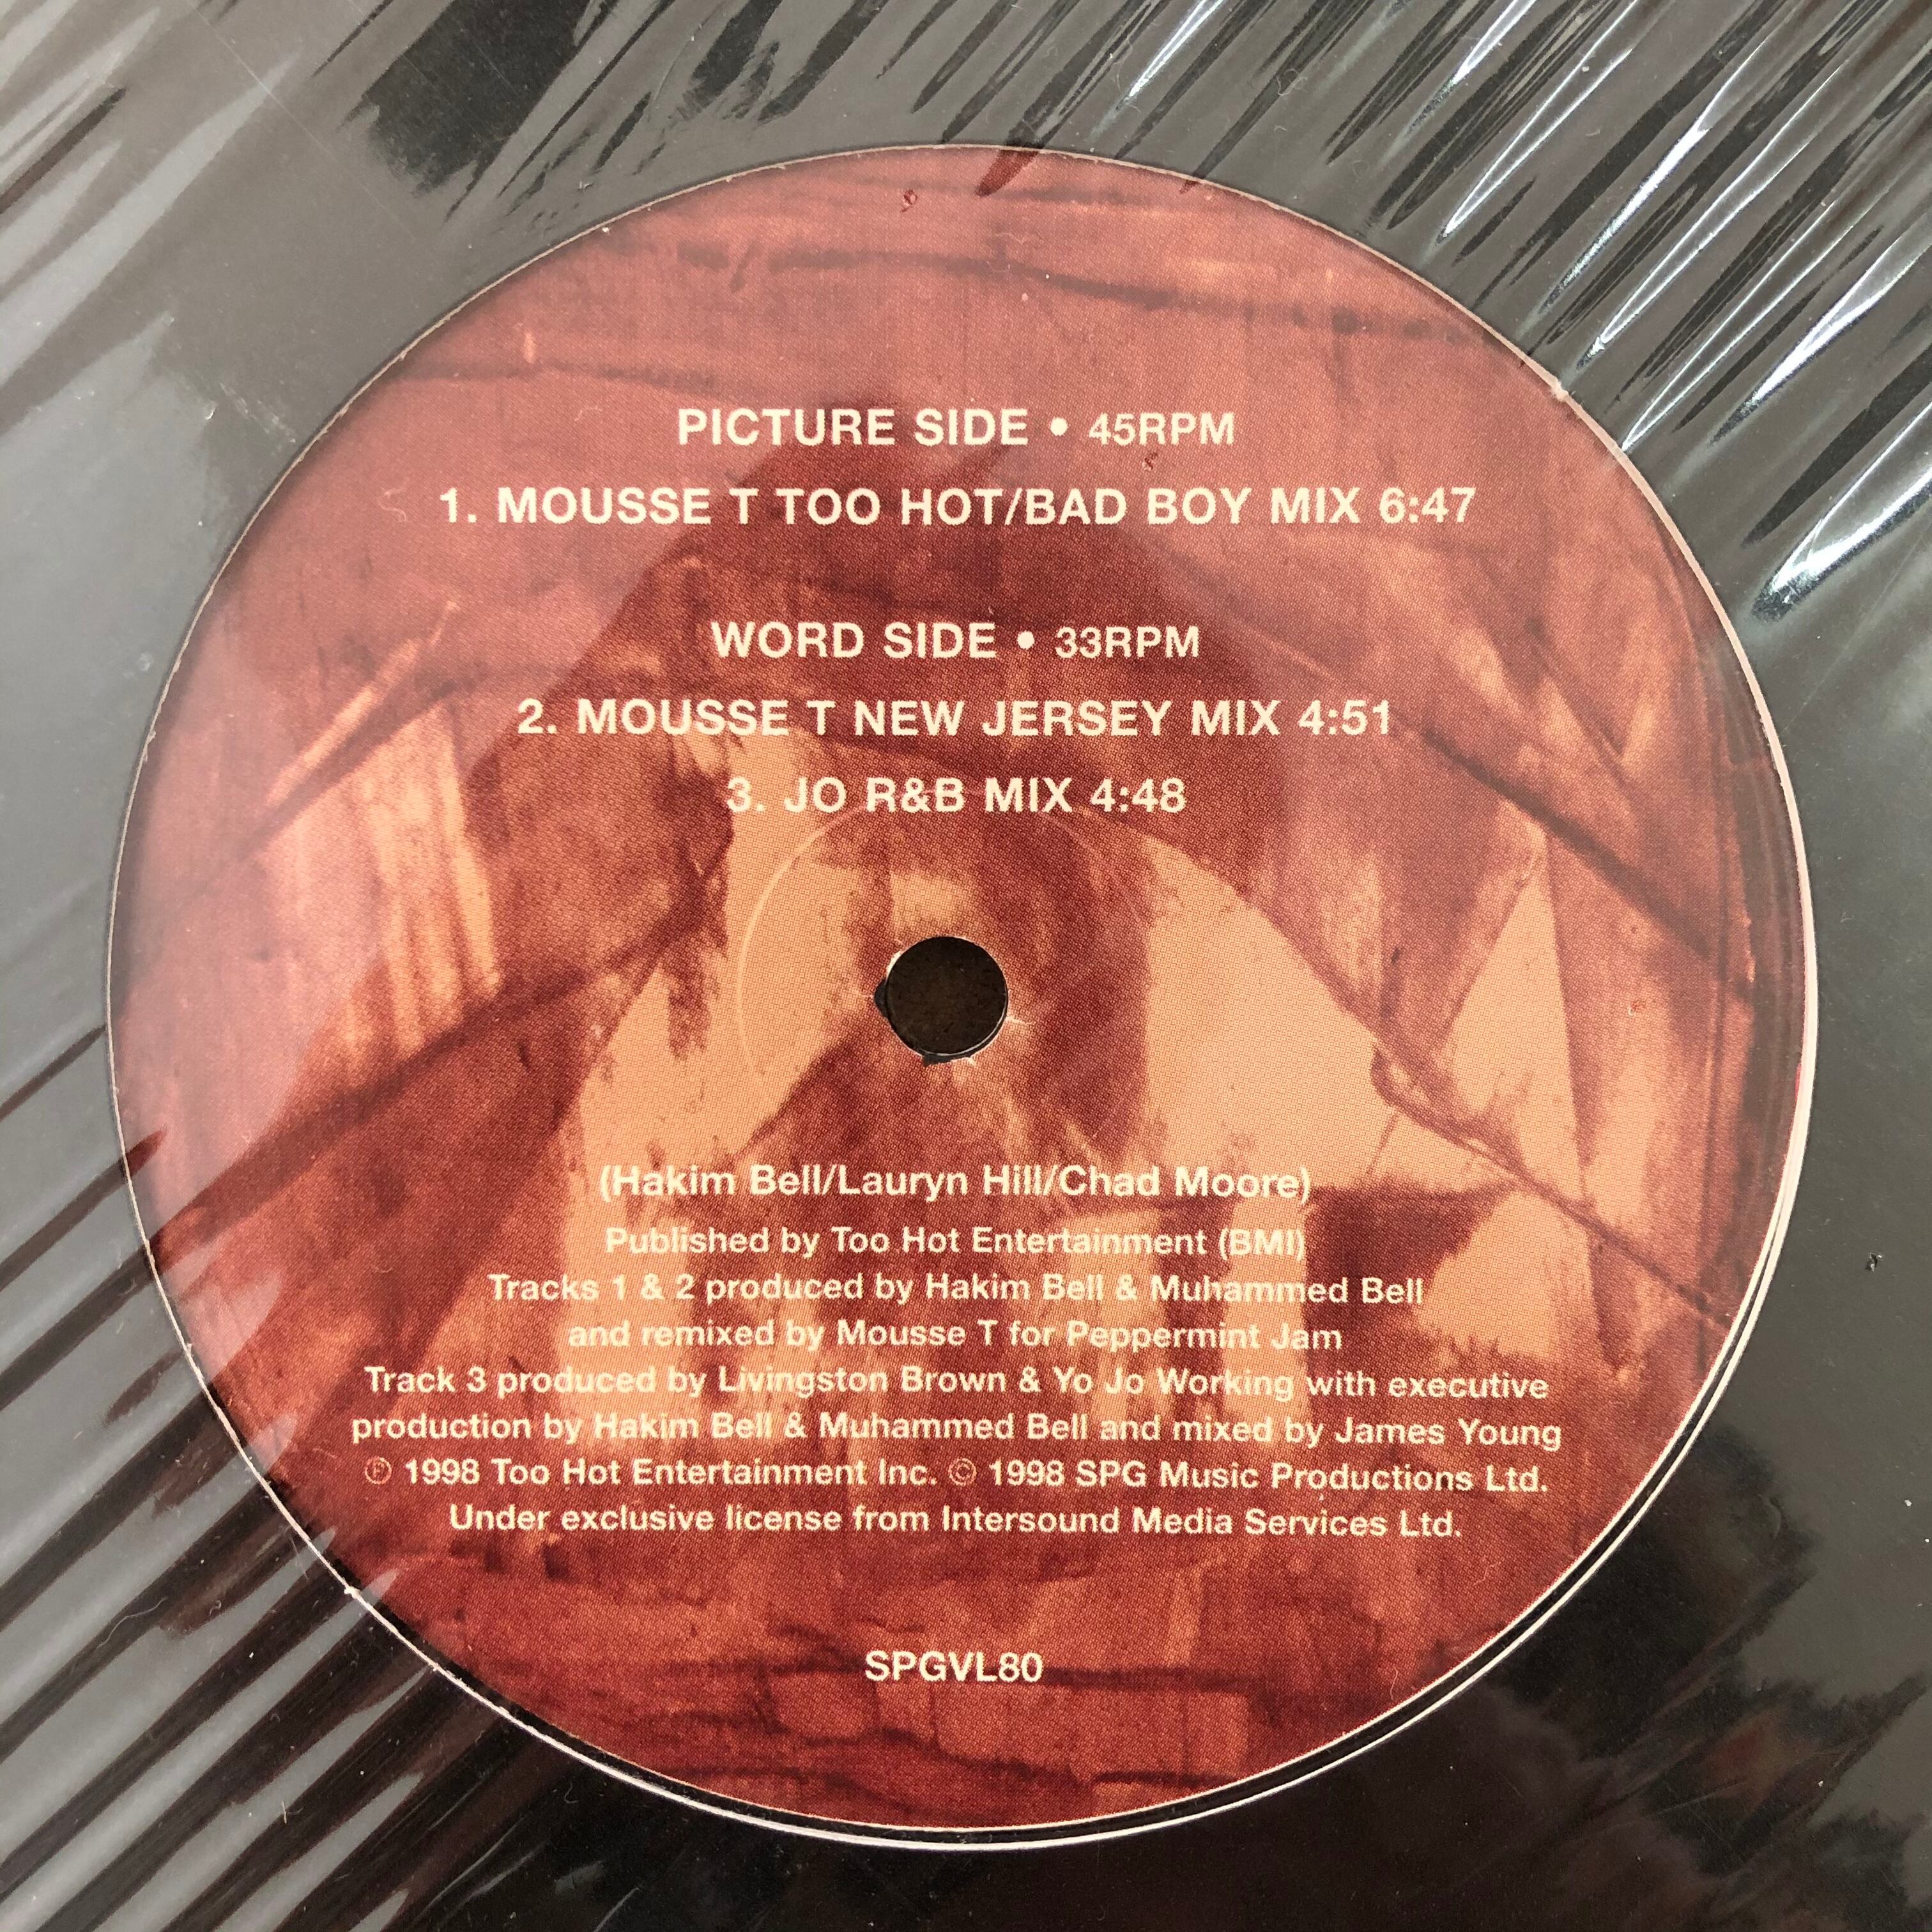 PICTURE SIDE • 45RPM
1. MOUSSE T TOO HOT/BAD BOY MIX 6:47
WORD SIDE • 33RPM
2. MOUSSE T NEW JERSEY MIX 4:51
3. JO R&B MIX 4:48
(Hakim Bell/Lauryn Hill/Chad Moore)
Published by Too Hot Entertainment (BMI)
Tracks 1 & 2 produced by Hakim Bell & Muhammed Bell
and remixed by Mousse T for Peppermint Jam
Track 3 produced by Livingston Brown & Yo Jo Working with executive
production by Hakim Bell & Muhammed Bell and mixed by James Young
℗ 1998 Too Hot Entertainment Inc. © 1998 SPG Music Productions Ltd.
Under exclusive license from Intersound Media Services Ltd.
SPGVL80